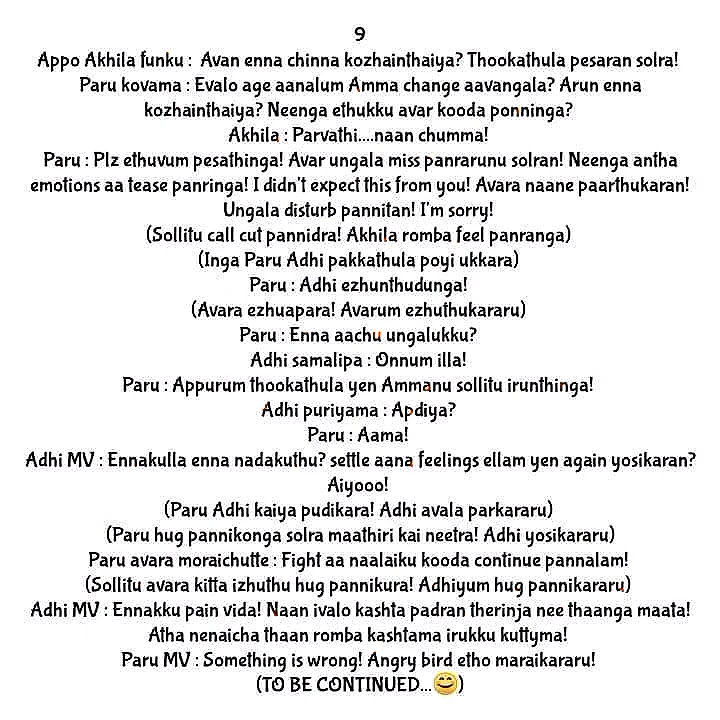 9
Appo Akhila funku : Avan enna chinna kozhainthaiya? Thookathula pesaran solra!
Paru kovama : Evalo age aanalum Amma change aavangala? Arun enna
kozhainthaiya? Neenga ethukku avar kooda ponninga?
Akhila : Parvathi....naan chumma!
Paru : Plz ethuvum pesathinga! Avar ungala miss panrarunu solran! Neenga antha
emotions aa tease panringa! I didn't expect this from you! Avara naane paarthukaran!
Ungala disturb pannitan! I'm sorry!
(Sollitu call cut pannidra! Akhila romba feel panranga)
(Inga Paru Adhi pakkathula poyi ukkara)
Paru : Adhi ezhunthudunga!
(Avara ezhuapara! Avarum ezhuthukararu)
Paru : Enna aachu ungalukku?
Adhi samalipa : Onnum illa!
Paru : Appurum thookathula yen Ammanu sollitu irunthinga!
Adhi puriyama : Apdiya?
Paru : Aama!
Adhi MV : Ennakulla enna nadakuthu? settle aana feelings ellam yen again yosikaran?
Aiyooo!
(Paru Adhi kaiya pudikara! Adhi avala parkararu)
(Paru hug pannikonga solra maathiri kai neetra! Adhi yosikararu)
Paru avara moraichutte : Fight aa naalaiku kooda continue pannalam!
(Sollitu avara kitta izhuthu hug pannikura! Adhiyum hug pannikararu)
Adhi MV : Ennakku pain vida! Naan ivalo kashta padran therinja nee thaanga maata!
Atha nenaicha thaan romba kashtama irukku kuttyma!
Paru MV : Something is wrong! Angry bird etho maraikararu!
(TO BE CONTINUED...😊)